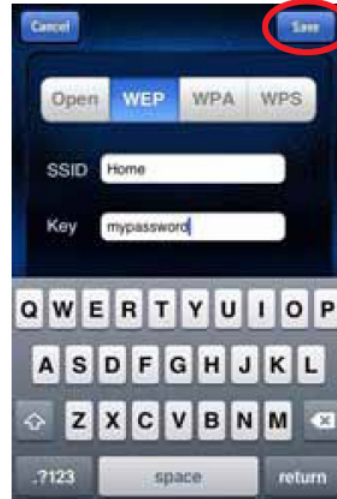 Cancel Save
Open WEP WPA WPS
SSID Home
Key mypassword
Q W E R T Y U I O P
A S D F G H J K L
Z X C V B N M
.?123 space return